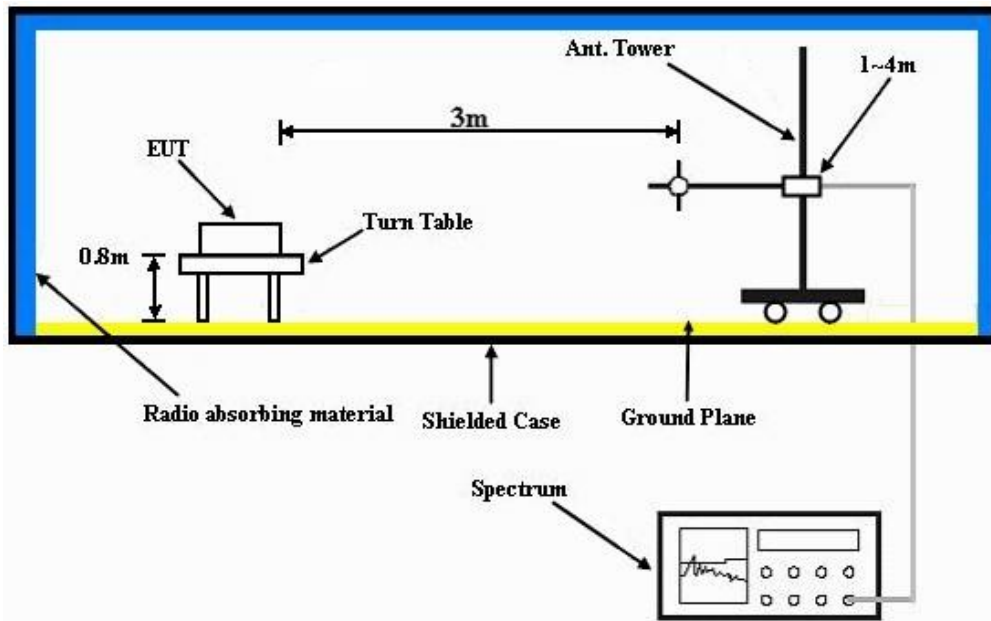 Ant. Tower
1~4m
3m
EUT
Turn Table
0.8m
Radio absorbing material
Shielded Case
Ground Plane
Spectrum